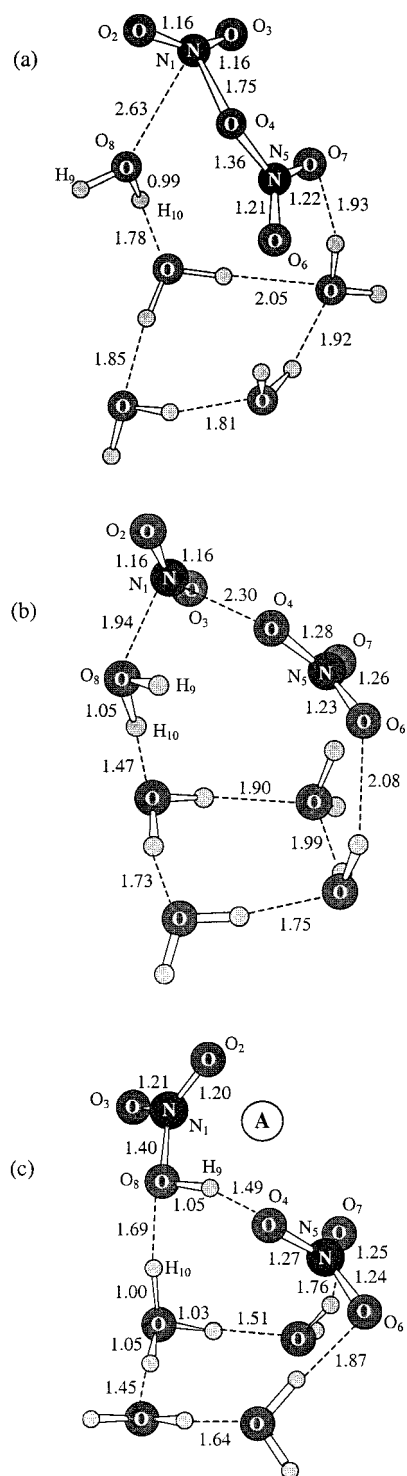 (a)
O2 1.16 O3
N1 1.16
1.75
2.63
O4
O8 N5 O7
1.36
H9 0.99 1.21 1.22 1.93
H10
1.78 O6
2.05
1.92
1.85
1.81
(b)
O2
1.16 1.16
N1 2.30 O4
O3
1.94 1.28 O7
O8 H9 N5 1.26
1.05 1.23
H10 O6
1.47
1.90 2.08
1.99
1.73
1.75
(c)
O2
1.21
O3 1.20
N1 A
1.40
H9
O8 1.49 O4 O7
1.05 N5
1.69 1.27 1.25
H10 1.76 1.24
1.00 O6
1.03 1.51
1.05 1.87
1.45
1.64